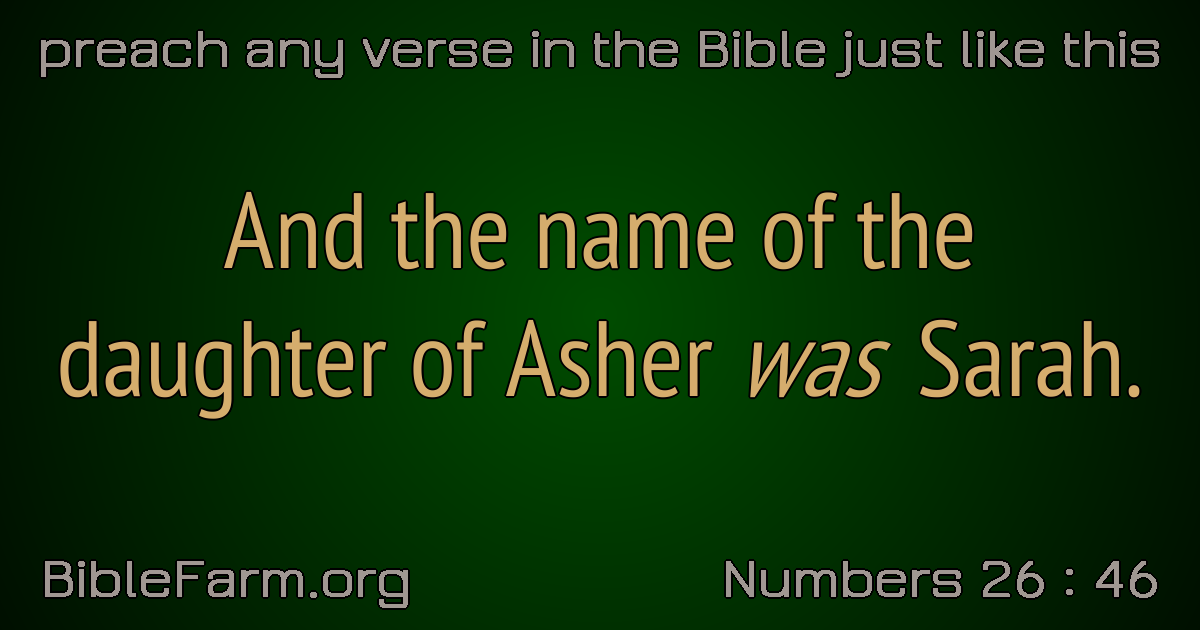 preach any verse in the Bible just like this
And the name of the
daughter of Asher was Sarah.
BibleFarm.org
Numbers 26 : 46